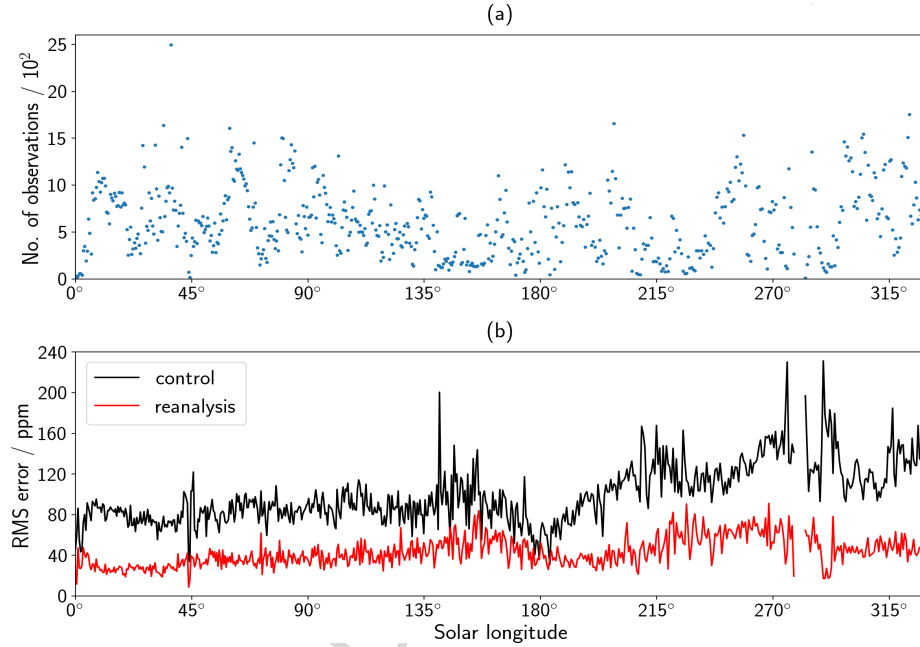 (a)
No. of observations / 10²
25
20
15
10
5
0
0° 45° 90° 135° 180° 215° 270° 315°
(b)
RMS error / ppm
240
200
160
120
80
40
0
control
reanalysis
0° 45° 90° 135° 180° 215° 270° 315°
Solar longitude